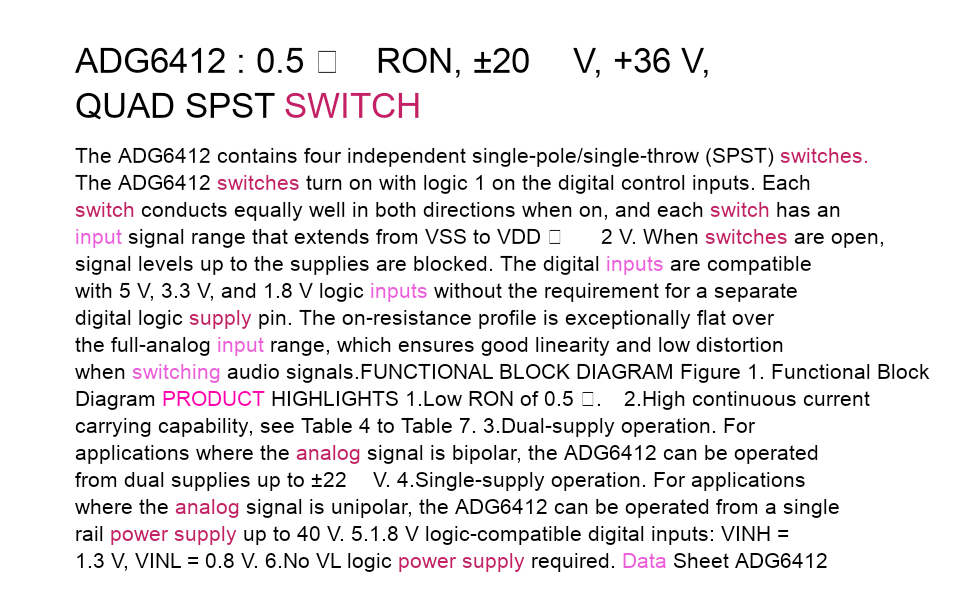 ADG6412 : 0.5 □ RON, ±20 V, +36 V,
QUAD SPST SWITCH
The ADG6412 contains four independent single-pole/single-throw (SPST) switches.
The ADG6412 switches turn on with logic 1 on the digital control inputs. Each
switch conducts equally well in both directions when on, and each switch has an
input signal range that extends from VSS to VDD □ 2 V. When switches are open,
signal levels up to the supplies are blocked. The digital inputs are compatible
with 5 V, 3.3 V, and 1.8 V logic inputs without the requirement for a separate
digital logic supply pin. The on-resistance profile is exceptionally flat over
the full-analog input range, which ensures good linearity and low distortion
when switching audio signals.FUNCTIONAL BLOCK DIAGRAM Figure 1. Functional Block
Diagram PRODUCT HIGHLIGHTS 1.Low RON of 0.5 □. 2.High continuous current
carrying capability, see Table 4 to Table 7. 3.Dual-supply operation. For
applications where the analog signal is bipolar, the ADG6412 can be operated
from dual supplies up to ±22 V. 4.Single-supply operation. For applications
where the analog signal is unipolar, the ADG6412 can be operated from a single
rail power supply up to 40 V. 5.1.8 V logic-compatible digital inputs: VINH =
1.3 V, VINL = 0.8 V. 6.No VL logic power supply required. Data Sheet ADG6412